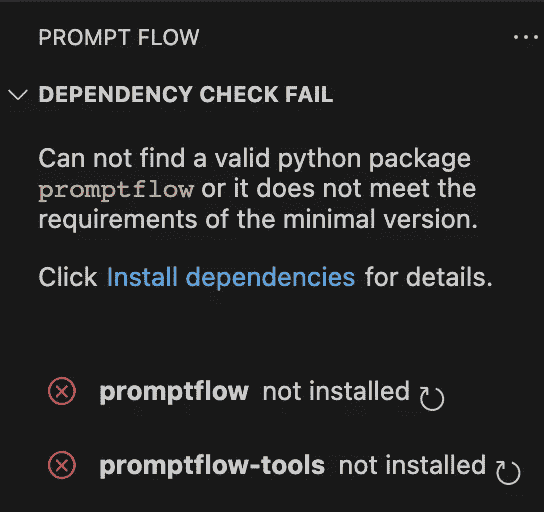 PROMPT FLOW
DEPENDENCY CHECK FAIL
Can not find a valid python package
promptflow or it does not meet the
requirements of the minimal version.
Click Install dependencies for details.
promptflow not installed
promptflow-tools not installed